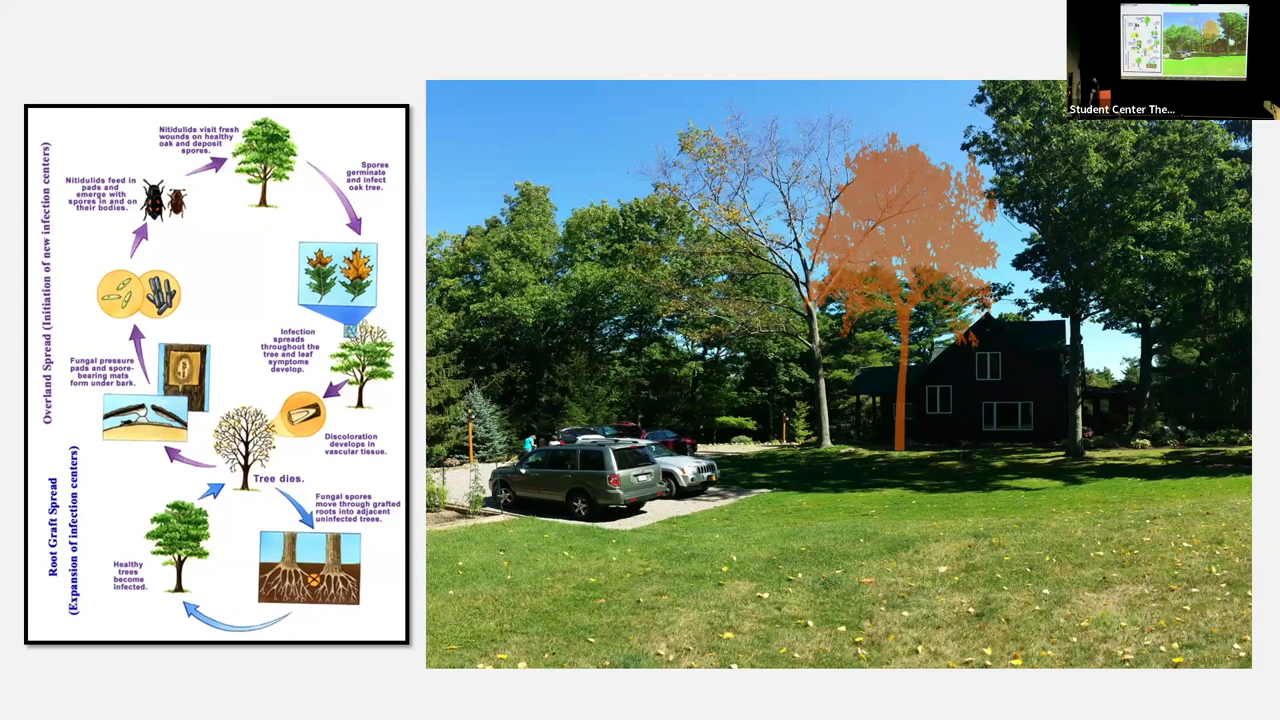 Student Center The...
Nitidulids visit fresh
wounds on healthy
oak and deposit
spores.
Spores
germinate
and infect
oak tree.
Nitidulids feed in
pads and
emerge with
spores in and on
their bodies.
Infection
spreads
throughout the
tree and leaf
symptoms
develop.
Fungal pressure
pads and spore-
bearing mats
form under bark.
Discoloration
develops in
vascular tissue.
Tree dies.
Fungal spores
move through grafted
roots into adjacent
uninfected trees.
Healthy
trees
become
infected.
Overland Spread (Initiation of new infection centers)
Root Graft Spread
(Expansion of infection centers)